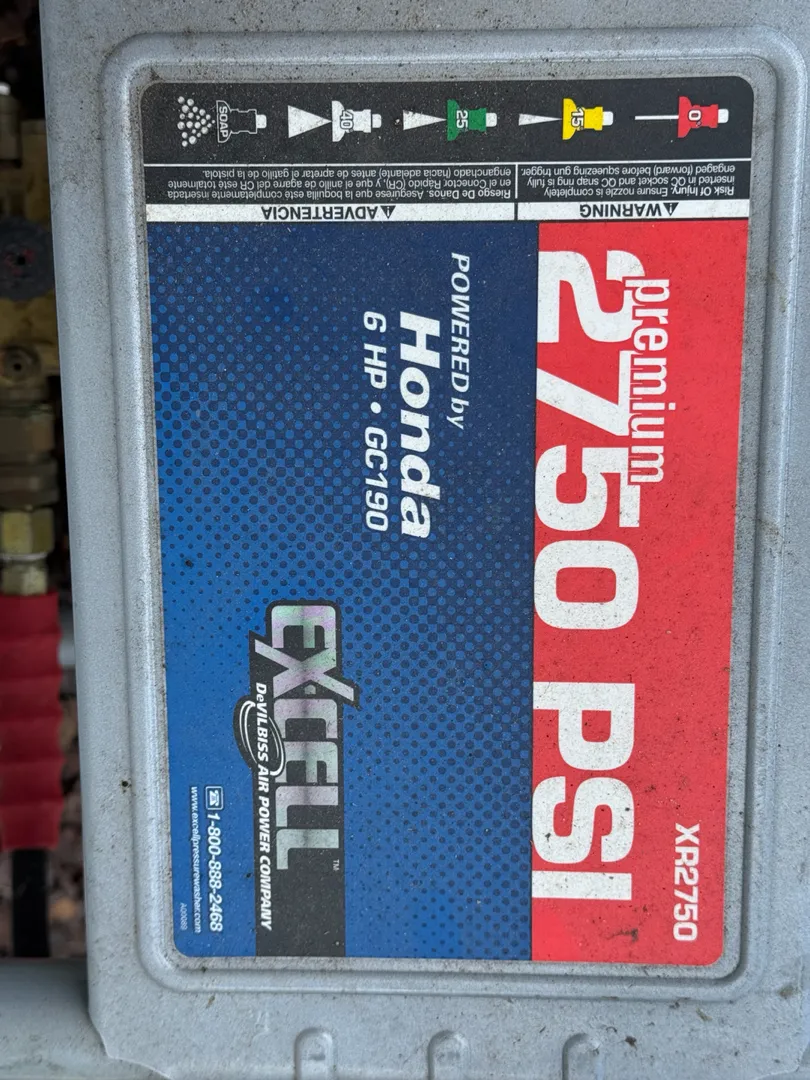 premium
2750 PSI
XR2750
POWERED by
Honda
6 HP • GC190
EXCELL™
DeVILBISS AIR POWER COMPANY
☎ 1-800-888-2468
www.excellpressurewasher.com
A00089
⚠WARNING
Risk Of Injury. Ensure nozzle is completely
inserted in QC socket and QC snap ring is fully
engaged (forward) before squeezing gun trigger.
⚠ADVERTENCIA
Riesgo De Daños. Asegúrese que la boquilla esté completamente insertada
en el Conector Rápido (CR), y que el anillo de agarre del CR esté totalmente
enganchado (hacia adelante) antes de apretar el gatillo de la pistola.
0
15
25
40
SOAP